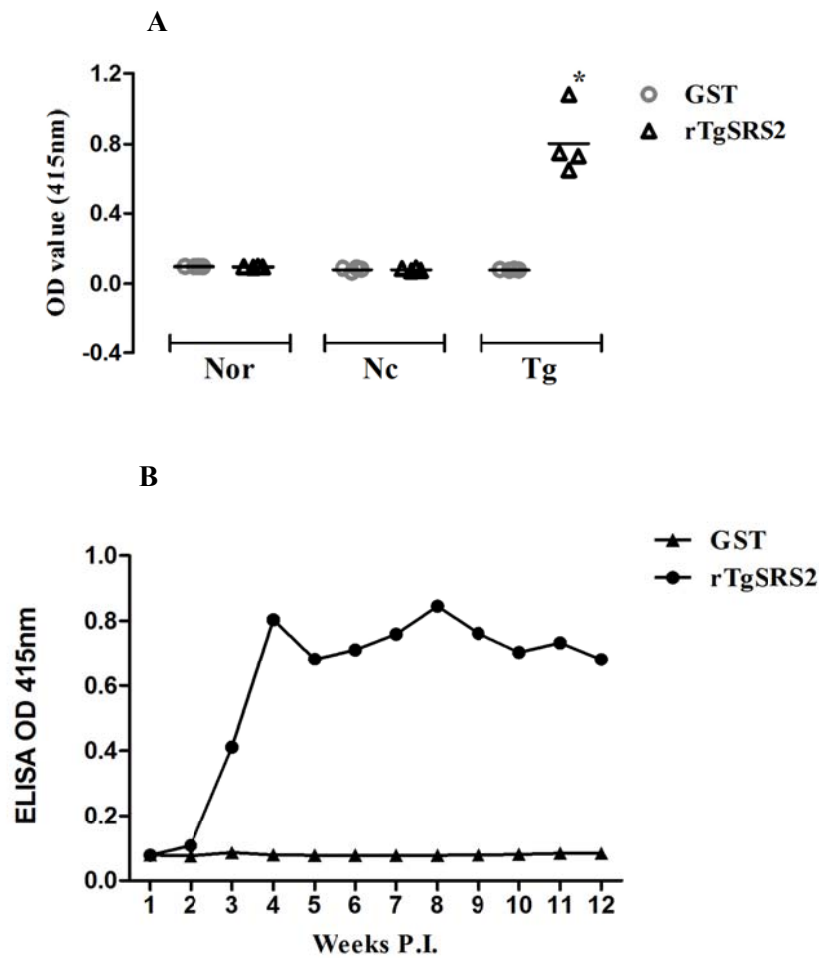 A
1.2
0.8
0.4
0.0
-0.4
OD value (415nm)
*
GST
rTgSRS2
Nor Nc Tg
B
1.0
0.8
0.6
0.4
0.2
0.0
ELISA OD 415nm
GST
rTgSRS2
1 2 3 4 5 6 7 8 9 10 11 12
Weeks P.I.